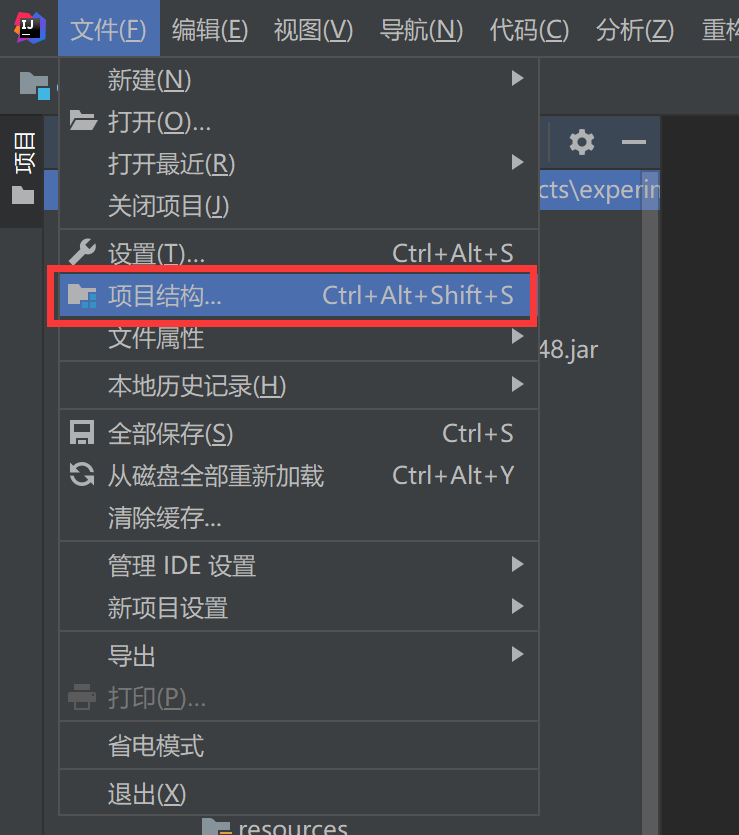 IJ
文件(F) 编辑(E) 视图(V) 导航(N) 代码(C) 分析(Z)
新建(N)
打开(O)...
项目
打开最近(R)
关闭项目(J)
设置(T)... Ctrl+Alt+S
项目结构... Ctrl+Alt+Shift+S
文件属性
48.jar
本地历史记录(H)
全部保存(S) Ctrl+S
从磁盘全部重新加载 Ctrl+Alt+Y
清除缓存...
管理 IDE 设置
新项目设置
导出
打印(P)...
省电模式
退出(X)
resources